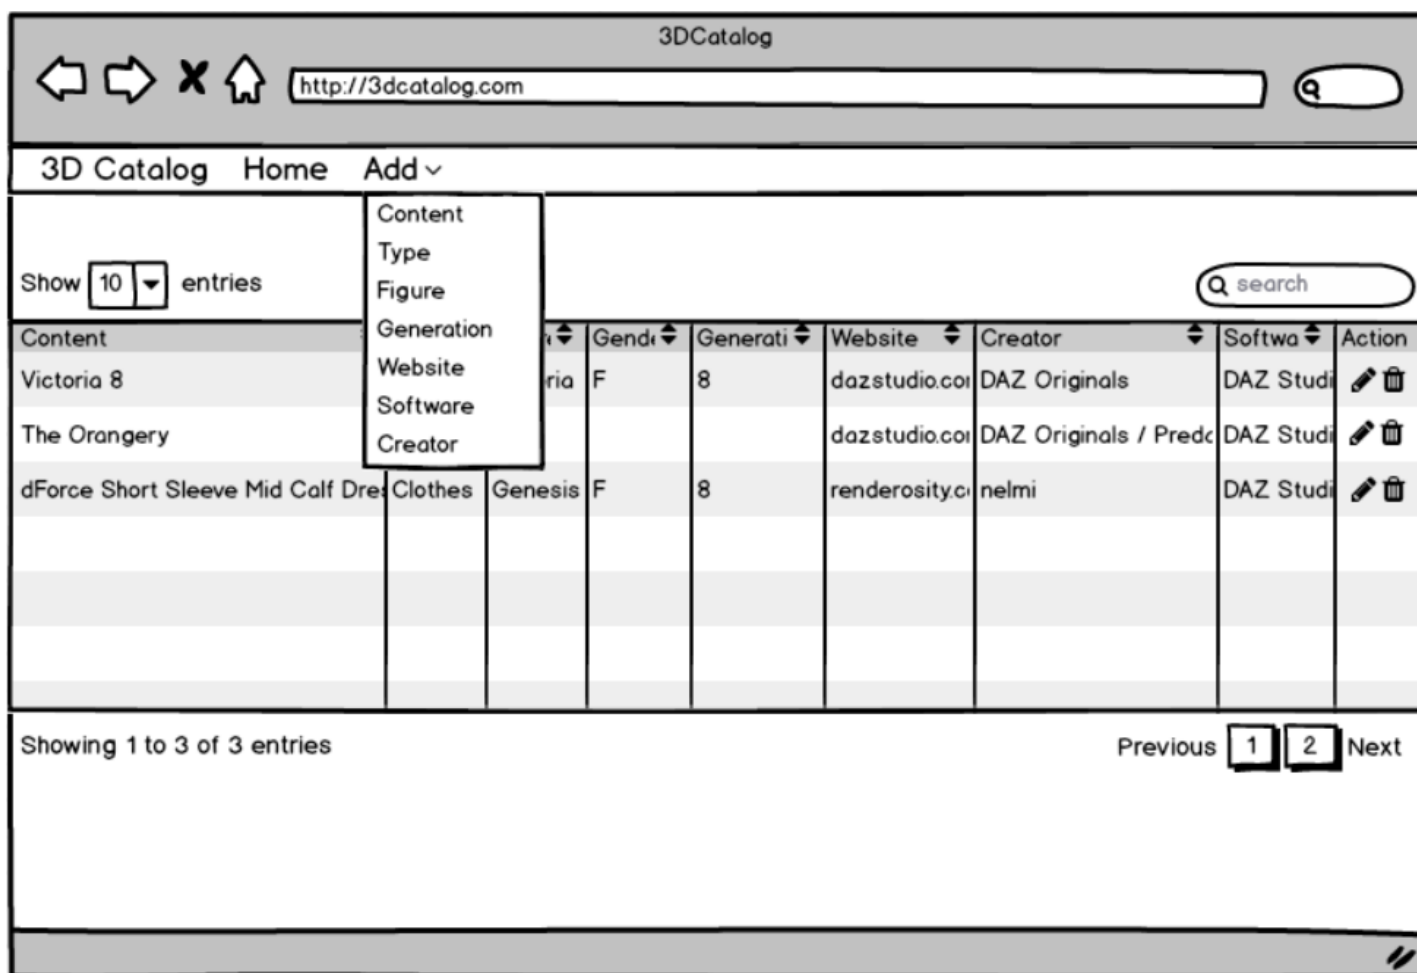 3DCatalog
http://3dcatalog.com
3D Catalog Home Add
Content
Type
Figure
Generation
Website
Software
Creator
Show 10 entries
search
Content Gend Generati Website Creator Softwa Action
Victoria 8 ria F 8 dazstudio.co DAZ Originals DAZ Studi
The Orangery dazstudio.co DAZ Originals / Pred DAZ Studi
dForce Short Sleeve Mid Calf Dre Clothes Genesis F 8 renderosity.c nelmi DAZ Studi
Showing 1 to 3 of 3 entries
Previous 1 2 Next